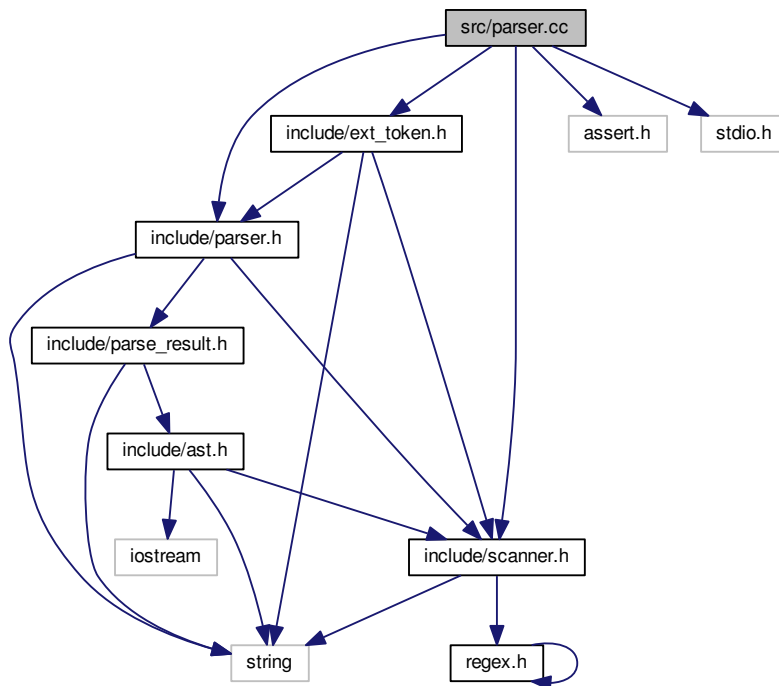 src/parser.cc
include/ext_token.h
assert.h
stdio.h
include/parser.h
include/parse_result.h
include/ast.h
iostream
include/scanner.h
string
regex.h